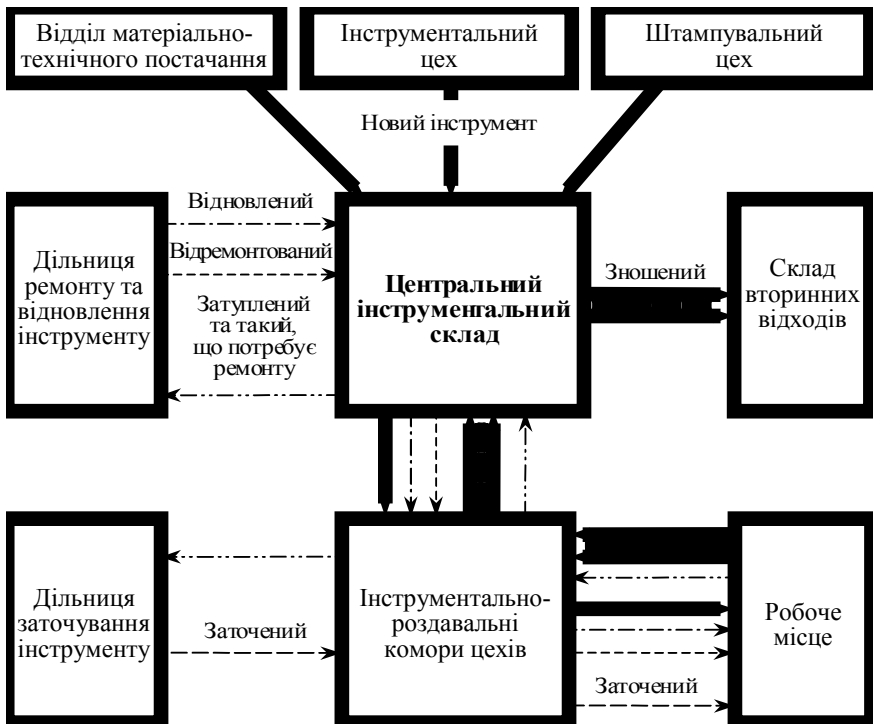 Відділ матеріально-
технічного постачання
Інструментальний
цех
Штампувальний
цех
Новий інструмент
Відновлений
Відремонтований
Затуплений
та такий,
що потребує
ремонту
Дільниця
ремонту та
відновлення
інструменту
Центральний
інструментальний
склад
Зношений
Склад
вторинних
відходів
Дільниця
заточування
інструменту
Заточений
Інструментально-
роздавальні
комори цехів
Заточений
Робоче
місце